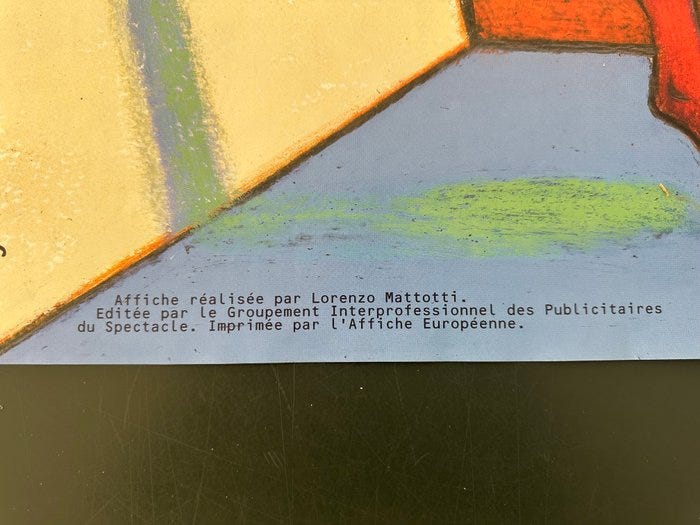 Affiche réalisée par Lorenzo Mattotti.
Editée par le Groupement Interprofessionnel des Publicitaires
du Spectacle. Imprimée par l'Affiche Européenne.